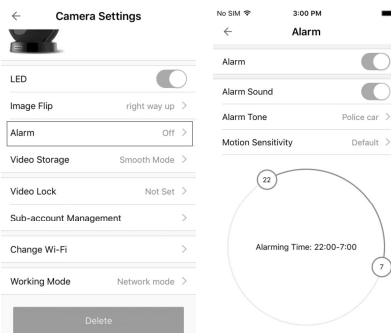 Camera Settings
LED
Image Flip right way up
Alarm Off
Video Storage Smooth Mode
Video Lock Not Set
Sub-account Management
Change Wi-Fi
Working Mode Network mode
Delete
No SIM 3:00 PM
Alarm
Alarm
Alarm Sound
Alarm Tone Police car
Motion Sensitivity Default
22
Alarming Time: 22:00-7:00
7